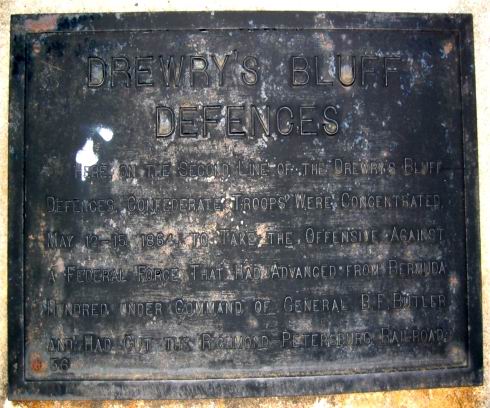 DREWRY'S BLUFF
DEFENCES
HERE ON THE SECOND LINE OF THE DREWRY'S BLUFF
DEFENCES, CONFEDERATE TROOPS WERE CONCENTRATED,
MAY 12-15, 1864, TO TAKE THE OFFENSIVE AGAINST
A FEDERAL FORCE THAT HAD ADVANCED FROM BERMUDA
HUNDRED UNDER COMMAND OF GENERAL B.F. BUTLER
AND HAD CUT THE RICHMOND PETERSBURG RAILROAD.
36